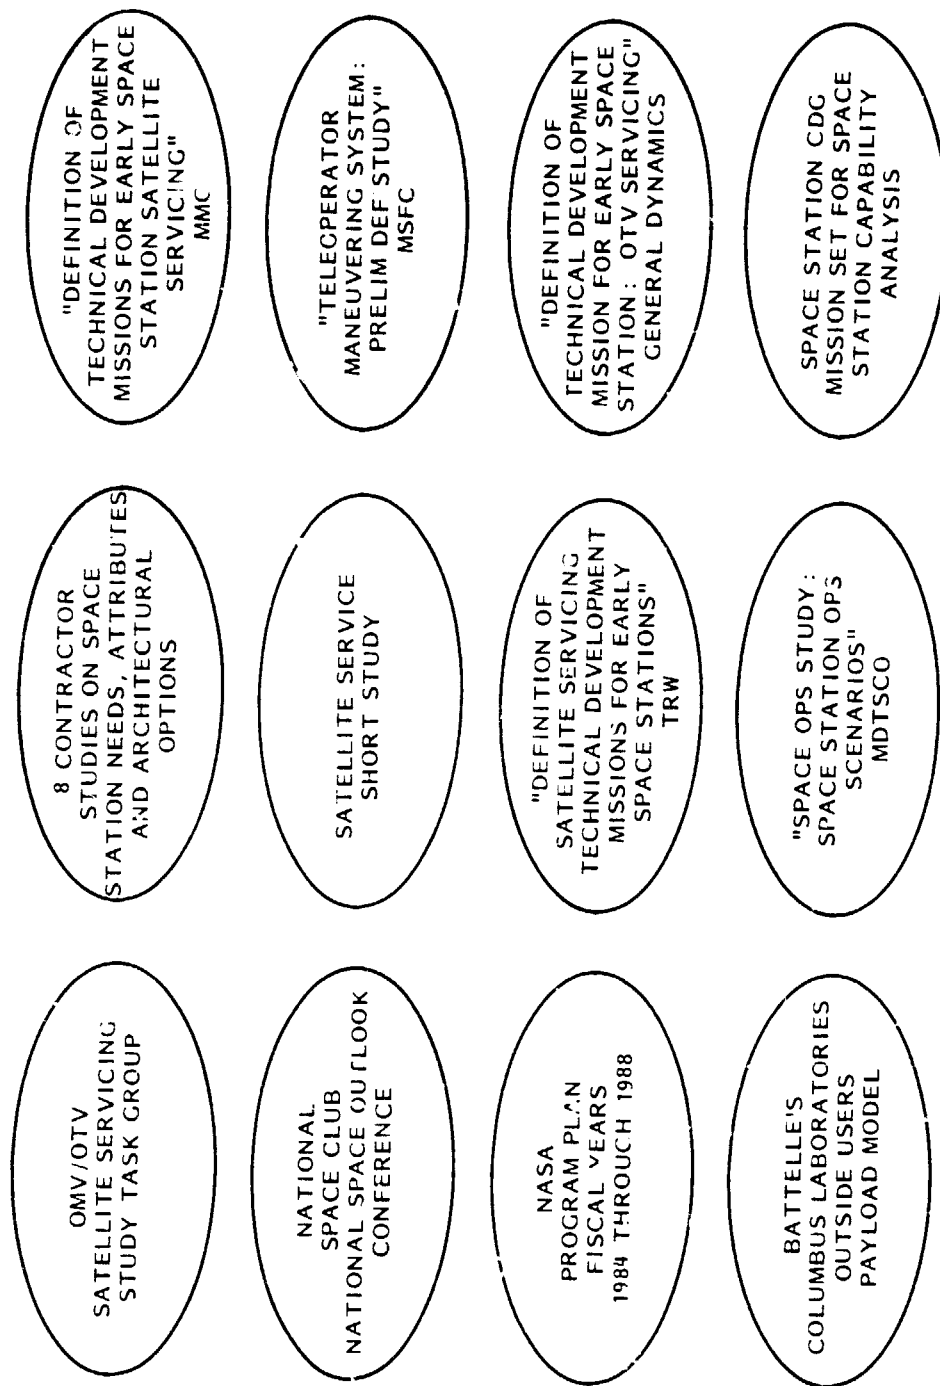 OMV/OTV
SATELLITE SERVICING
STUDY TASK GROUP
8 CONTRACTOR
STUDIES ON SPACE
STATION NEEDS, ATTRIBUTES
AND ARCHITECTURAL
OPTIONS
"DEFINITION OF
TECHNICAL DEVELOPMENT
MISSIONS FOR EARLY SPACE
STATION SATELLITE
SERVICING"
MMC
NATIONAL
SPACE CLUB
NATIONAL SPACE OUTLOOK
CONFERENCE
SATELLITE SERVICE
SHORT STUDY
"TELEOPERATOR
MANEUVERING SYSTEM:
PRELIM DEF STUDY"
MSFC
NASA
PROGRAM PLAN
FISCAL YEARS
1984 THROUGH 1988
"DEFINITION OF
SATELLITE SERVICING
TECHNICAL DEVELOPMENT
MISSIONS FOR EARLY
SPACE STATIONS"
TRW
"DEFINITION OF
TECHNICAL DEVELOPMENT
MISSION FOR EARLY SPACE
STATION: OTV SERVICING"
GENERAL DYNAMICS
BATTELLE'S
COLUMBUS LABORATORIES
OUTSIDE USERS
PAYLOAD MODEL
"SPACE OPS STUDY:
SPACE STATION OPS
SCENARIOS"
MDTSCO
SPACE STATION CDG
MISSION SET FOR SPACE
STATION CAPABILITY
ANALYSIS